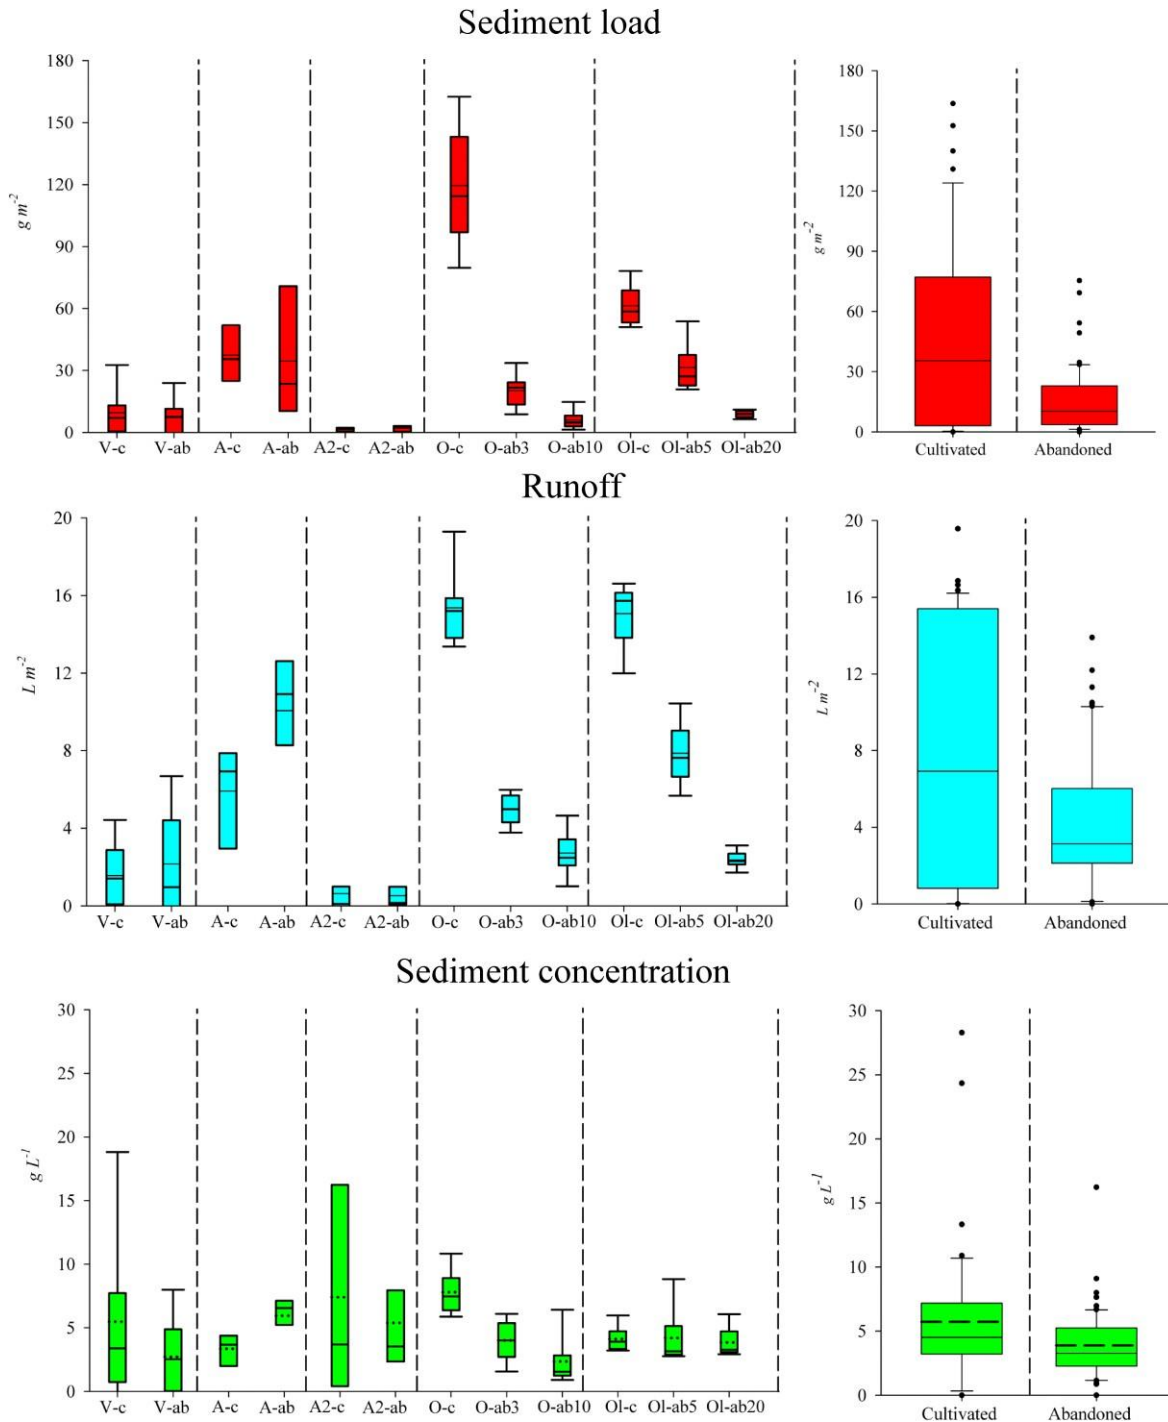 Sediment load
180
150
120
90
60
30
0
g m-2
V-c V-ab A-c A-ab A2-c A2-ab O-c O-ab3 O-ab10 Ol-c Ol-ab5 Ol-ab20
180
150
120
90
60
30
0
g m-2
Cultivated Abandoned
Runoff
20
16
12
8
4
0
L m-2
V-c V-ab A-c A-ab A2-c A2-ab O-c O-ab3 O-ab10 Ol-c Ol-ab5 Ol-ab20
20
16
12
8
4
0
L m-2
Cultivated Abandoned
Sediment concentration
30
25
20
15
10
5
0
g L-1
V-c V-ab A-c A-ab A2-c A2-ab O-c O-ab3 O-ab10 Ol-c Ol-ab5 Ol-ab20
30
25
20
15
10
5
0
g L-1
Cultivated Abandoned